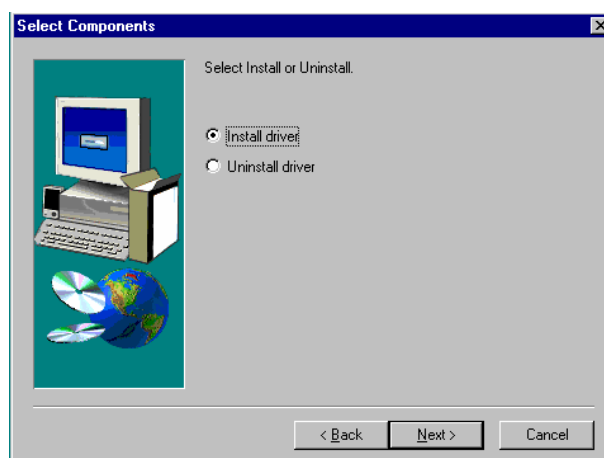 Select Components
Select Install or Uninstall.
Install driver
Uninstall driver
< Back Next > Cancel